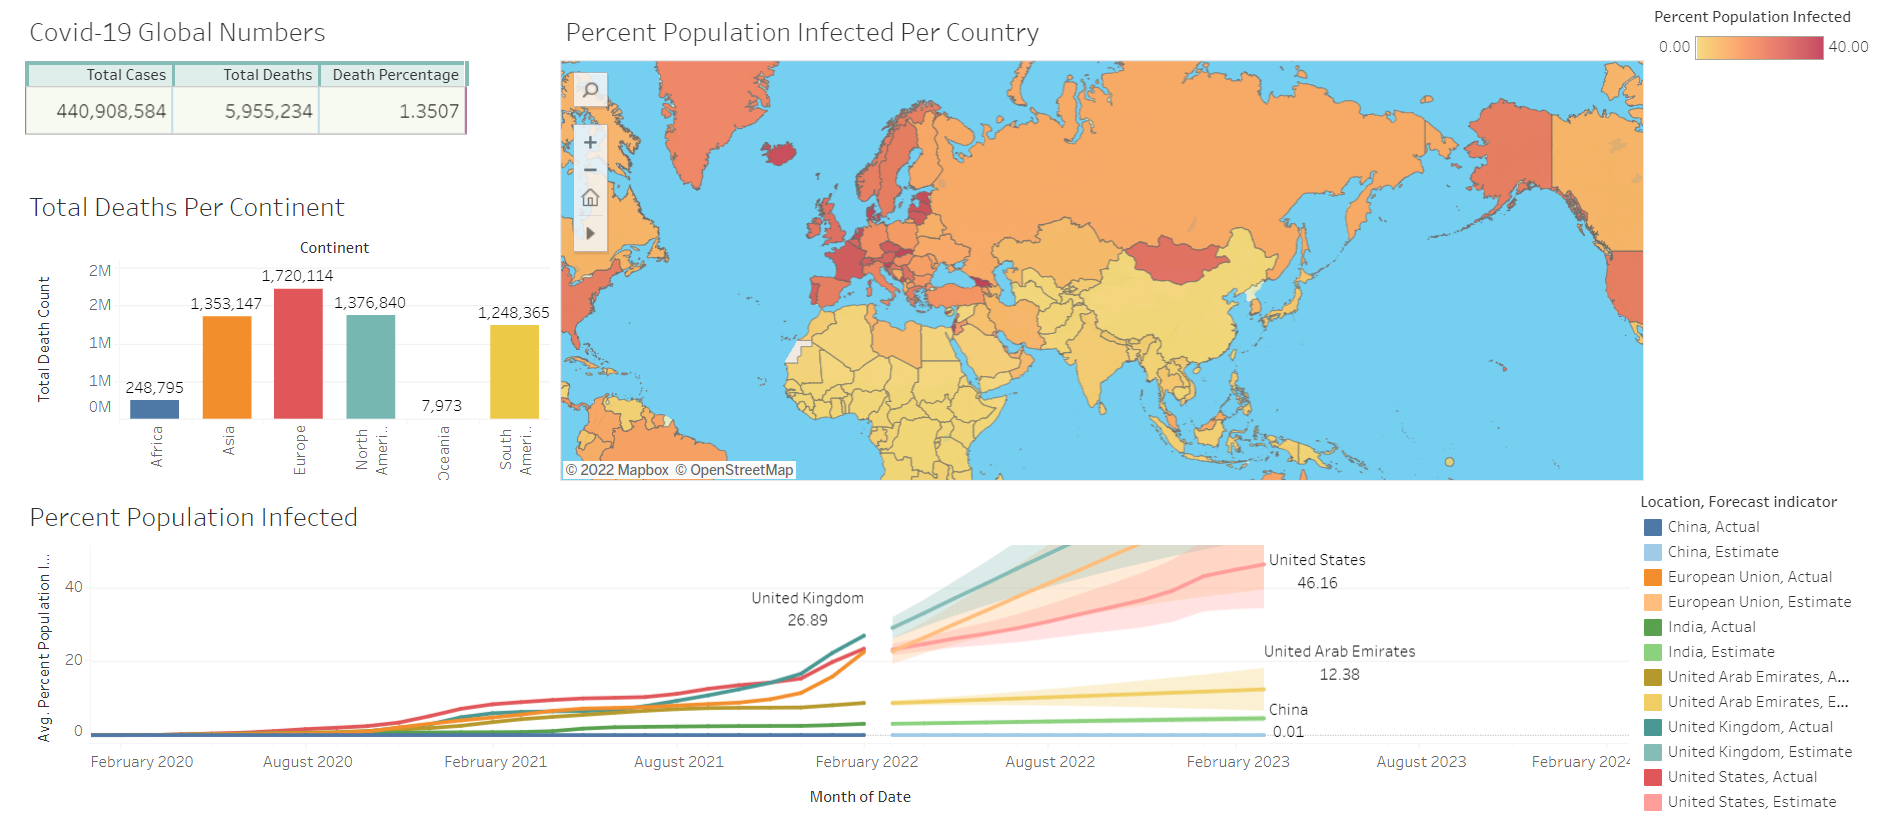 Covid-19 Global Numbers
Total Cases Total Deaths Death Percentage
440,908,584 5,955,234 1.3507
Total Deaths Per Continent
Continent
Total Death Count
2M
2M
1M
1M
0M
248,795
1,353,147
1,720,114
1,376,840
7,973
1,248,365
Africa
Asia
Europe
North
Ameri..
Oceania
South
Ameri..
Percent Population Infected Per Country
© 2022 Mapbox © OpenStreetMap
Percent Population Infected
0.00 40.00
Percent Population Infected
Avg. Percent Population I...
40
20
0
United Kingdom
26.89
United States
46.16
United Arab Emirates
12.38
China
0.01
February 2020 August 2020 February 2021 August 2021 February 2022 August 2022 February 2023 August 2023 February 2024
Month of Date
Location, Forecast indicator
China, Actual
China, Estimate
European Union, Actual
European Union, Estimate
India, Actual
India, Estimate
United Arab Emirates, A...
United Arab Emirates, E...
United Kingdom, Actual
United Kingdom, Estimate
United States, Actual
United States, Estimate